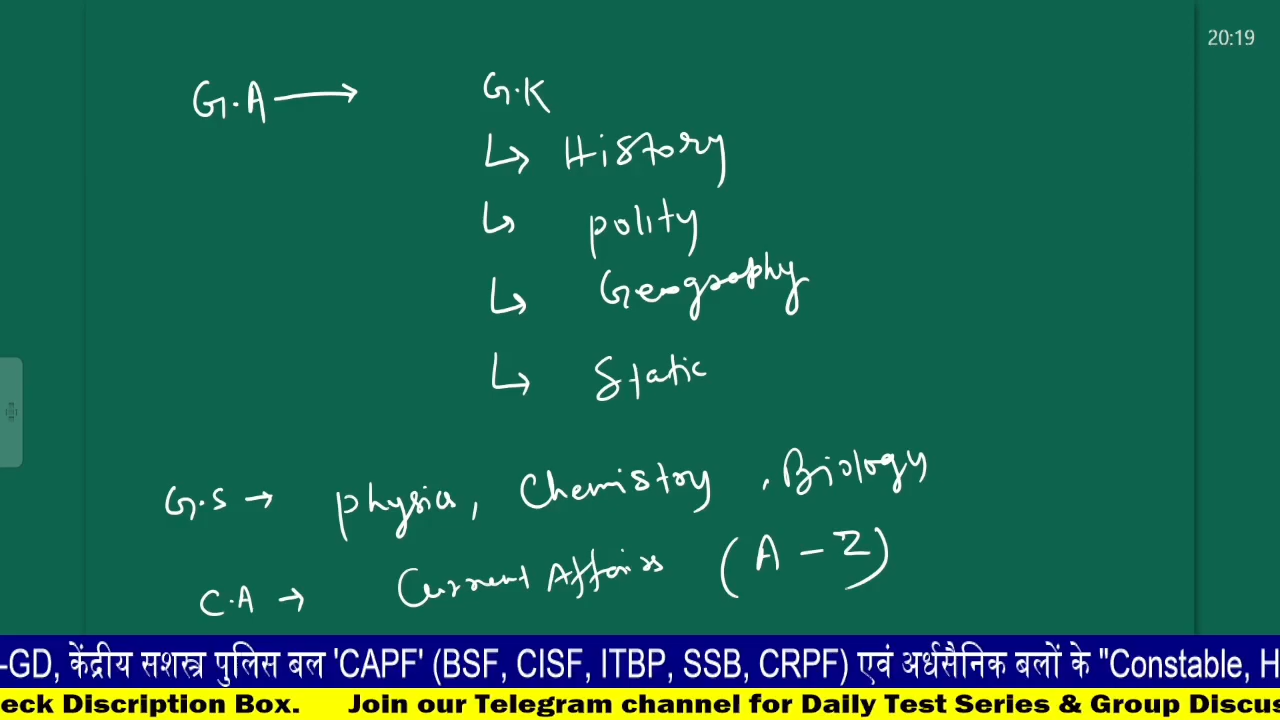 20:19
G.A → G.K
↳ History
↳ polity
↳ Geography
↳ Static
G.S → physics, Chemistry, Biology
C.A → Current Affairs (A - Z)
-GD, केंद्रीय सशस्त्र पुलिस बल 'CAPF' (BSF, CISF, ITBP, SSB, CRPF) एवं अर्धसैनिक बलों के "Constable, H
eck Discription Box. Join our Telegram channel for Daily Test Series & Group Discus